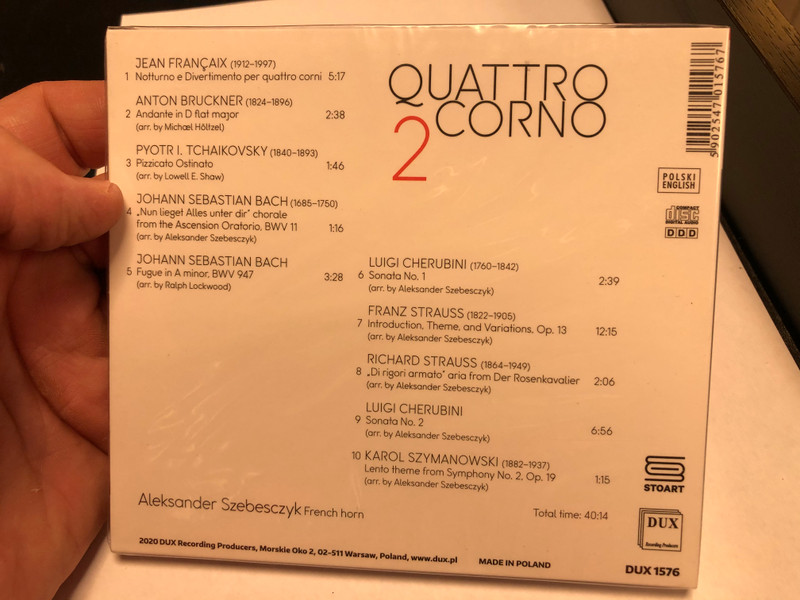 JEAN FRANÇAIX (1912–1997)
1 Notturno e Divertimento per quattro corni 5:17
ANTON BRUCKNER (1824–1896)
2 Andante in D flat major 2:38
(arr. by Michael Höltzel)
PYOTR I. TCHAIKOVSKY (1840–1893)
3 Pizzicato Ostinato 1:46
(arr. by Lowell E. Shaw)
JOHANN SEBASTIAN BACH (1685–1750)
4 „Nun lieget Alles unter dir" chorale
from the Ascension Oratorio, BWV 11 1:16
(arr. by Aleksander Szebesczyk)
JOHANN SEBASTIAN BACH
5 Fugue in A minor, BWV 947 3:28
(arr. by Ralph Lockwood)
QUATTRO
CORNO
2
5 902547 015767
POLSKI
ENGLISH
COMPACT
disc
DIGITAL AUDIO
DDD
LUIGI CHERUBINI (1760–1842)
6 Sonata No. 1 2:39
(arr. by Aleksander Szebesczyk)
FRANZ STRAUSS (1822–1905)
7 Introduction, Theme, and Variations, Op. 13 12:15
(arr. by Aleksander Szebesczyk)
RICHARD STRAUSS (1864–1949)
8 „Di rigori armato" aria from Der Rosenkavalier 2:06
(arr. by Aleksander Szebesczyk)
LUIGI CHERUBINI
9 Sonata No. 2 6:56
(arr. by Aleksander Szebesczyk)
10 KAROL SZYMANOWSKI (1882–1937)
Lento theme from Symphony No. 2, Op. 19 1:15
(arr. by Aleksander Szebesczyk)
Aleksander Szebesczyk French horn
Total time: 40:14
STOART
DUX
Recording Producers
2020 DUX Recording Producers, Morskie Oko 2, 02-511 Warsaw, Poland, www.dux.pl MADE IN POLAND
DUX 1576